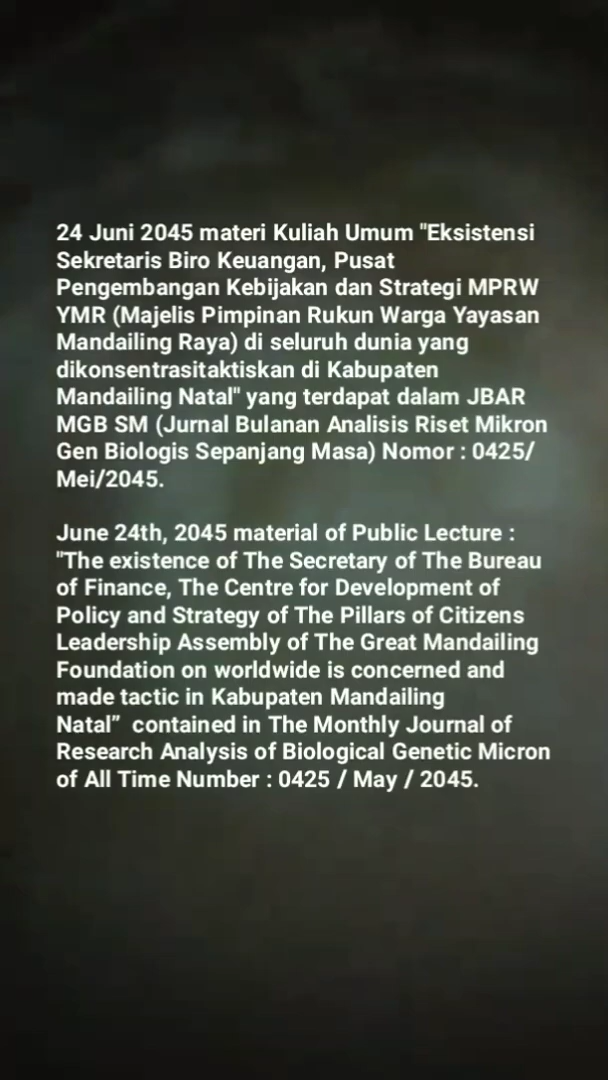 24 Juni 2045 materi Kuliah Umum "Eksistensi
Sekretaris Biro Keuangan, Pusat
Pengembangan Kebijakan dan Strategi MPRW
YMR (Majelis Pimpinan Rukun Warga Yayasan
Mandailing Raya) di seluruh dunia yang
dikonsentrasitaktiskan di Kabupaten
Mandailing Natal" yang terdapat dalam JBAR
MGB SM (Jurnal Bulanan Analisis Riset Mikron
Gen Biologis Sepanjang Masa) Nomor : 0425/
Mei/2045.
June 24th, 2045 material of Public Lecture :
"The existence of The Secretary of The Bureau
of Finance, The Centre for Development of
Policy and Strategy of The Pillars of Citizens
Leadership Assembly of The Great Mandailing
Foundation on worldwide is concerned and
made tactic in Kabupaten Mandailing
Natal”  contained in The Monthly Journal of
Research Analysis of Biological Genetic Micron
of All Time Number : 0425 / May / 2045.